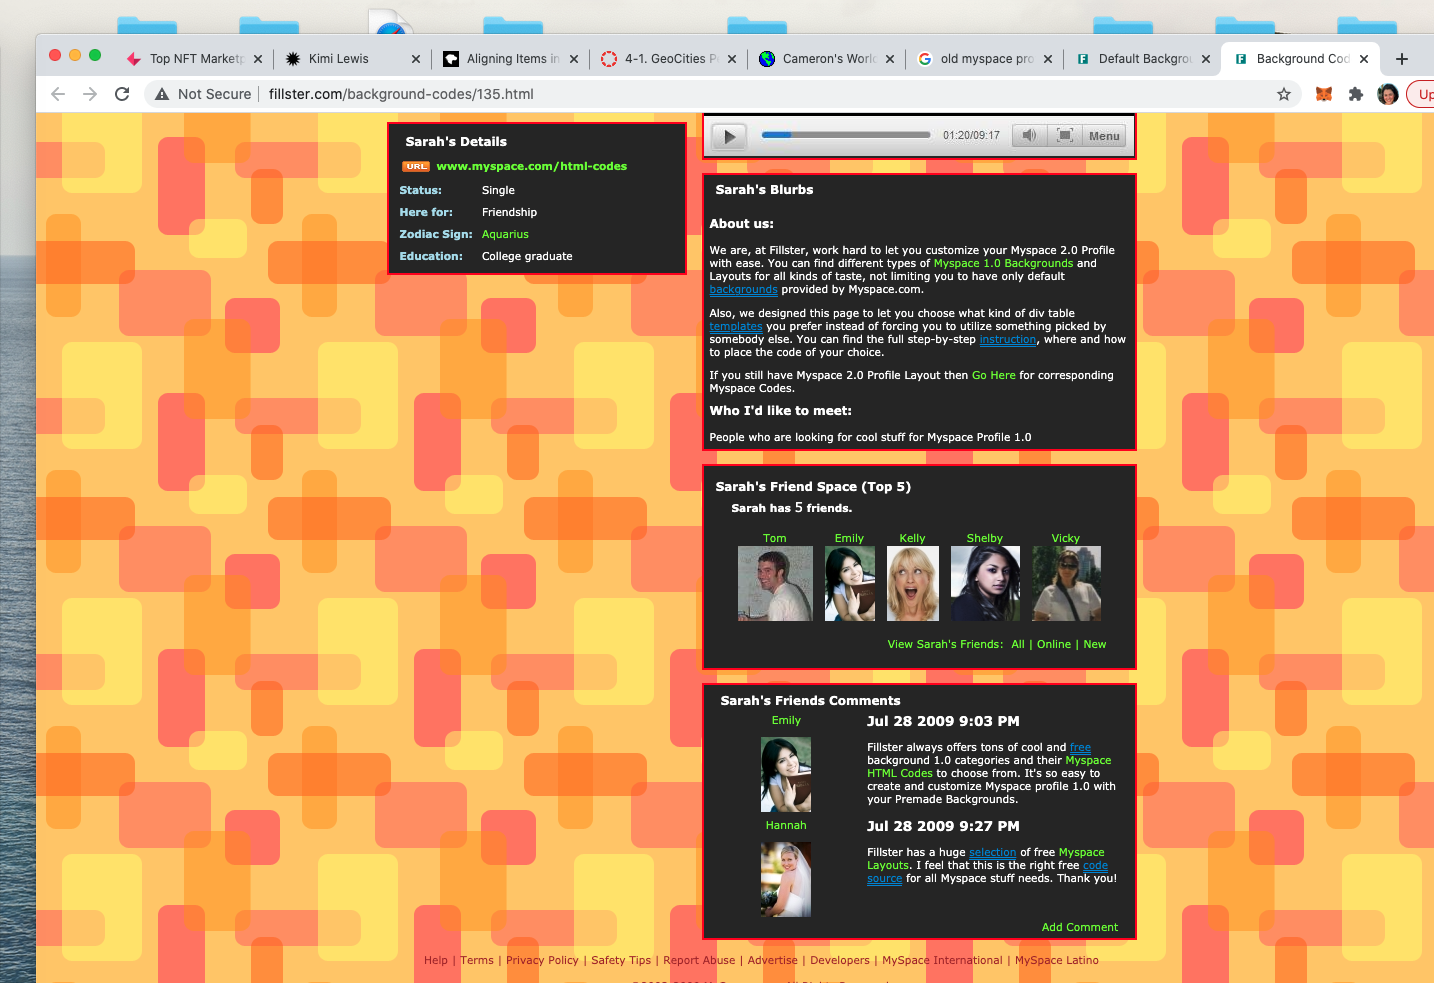 Top NFT Marketp
Kimi Lewis
Aligning Items in
4-1. GeoCities P
Cameron's Worl
old myspace pro
Default Backgrou
Background Cod
Not Secure
fillster.com/background-codes/135.html
Up
Sarah's Details
URL www.myspace.com/html-codes
Status: Single
Here for: Friendship
Zodiac Sign: Aquarius
Education: College graduate
01:20/09:17
Menu
Sarah's Blurbs
About us:
We are, at Fillster, work hard to let you customize your Myspace 2.0 Profile
with ease. You can find different types of Myspace 1.0 Backgrounds and
Layouts for all kinds of taste, not limiting you to have only default
backgrounds provided by Myspace.com.
Also, we designed this page to let you choose what kind of div table
templates you prefer instead of forcing you to utilize something picked by
somebody else. You can find the full step-by-step instruction, where and how
to place the code of your choice.
If you still have Myspace 2.0 Profile Layout then Go Here for corresponding
Myspace Codes.
Who I'd like to meet:
People who are looking for cool stuff for Myspace Profile 1.0
Sarah's Friend Space (Top 5)
Sarah has 5 friends.
Tom Emily Kelly Shelby Vicky
View Sarah's Friends: All | Online | New
Sarah's Friends Comments
Emily
Jul 28 2009 9:03 PM
Fillster always offers tons of cool and free
background 1.0 categories and their Myspace
HTML Codes to choose from. It's so easy to
create and customize Myspace profile 1.0 with
your Premade Backgrounds.
Hannah
Jul 28 2009 9:27 PM
Fillster has a huge selection of free Myspace
Layouts. I feel that this is the right free code
source for all Myspace stuff needs. Thank you!
Add Comment
Help | Terms | Privacy Policy | Safety Tips | Report Abuse | Advertise | Developers | MySpace International | MySpace Latino